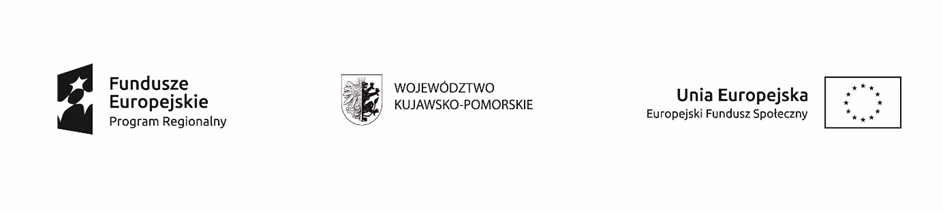 Fundusze
Europejskie
Program Regionalny
WOJEWÓDZTWO
KUJAWSKO-POMORSKIE
Unia Europejska
Europejski Fundusz Społeczny